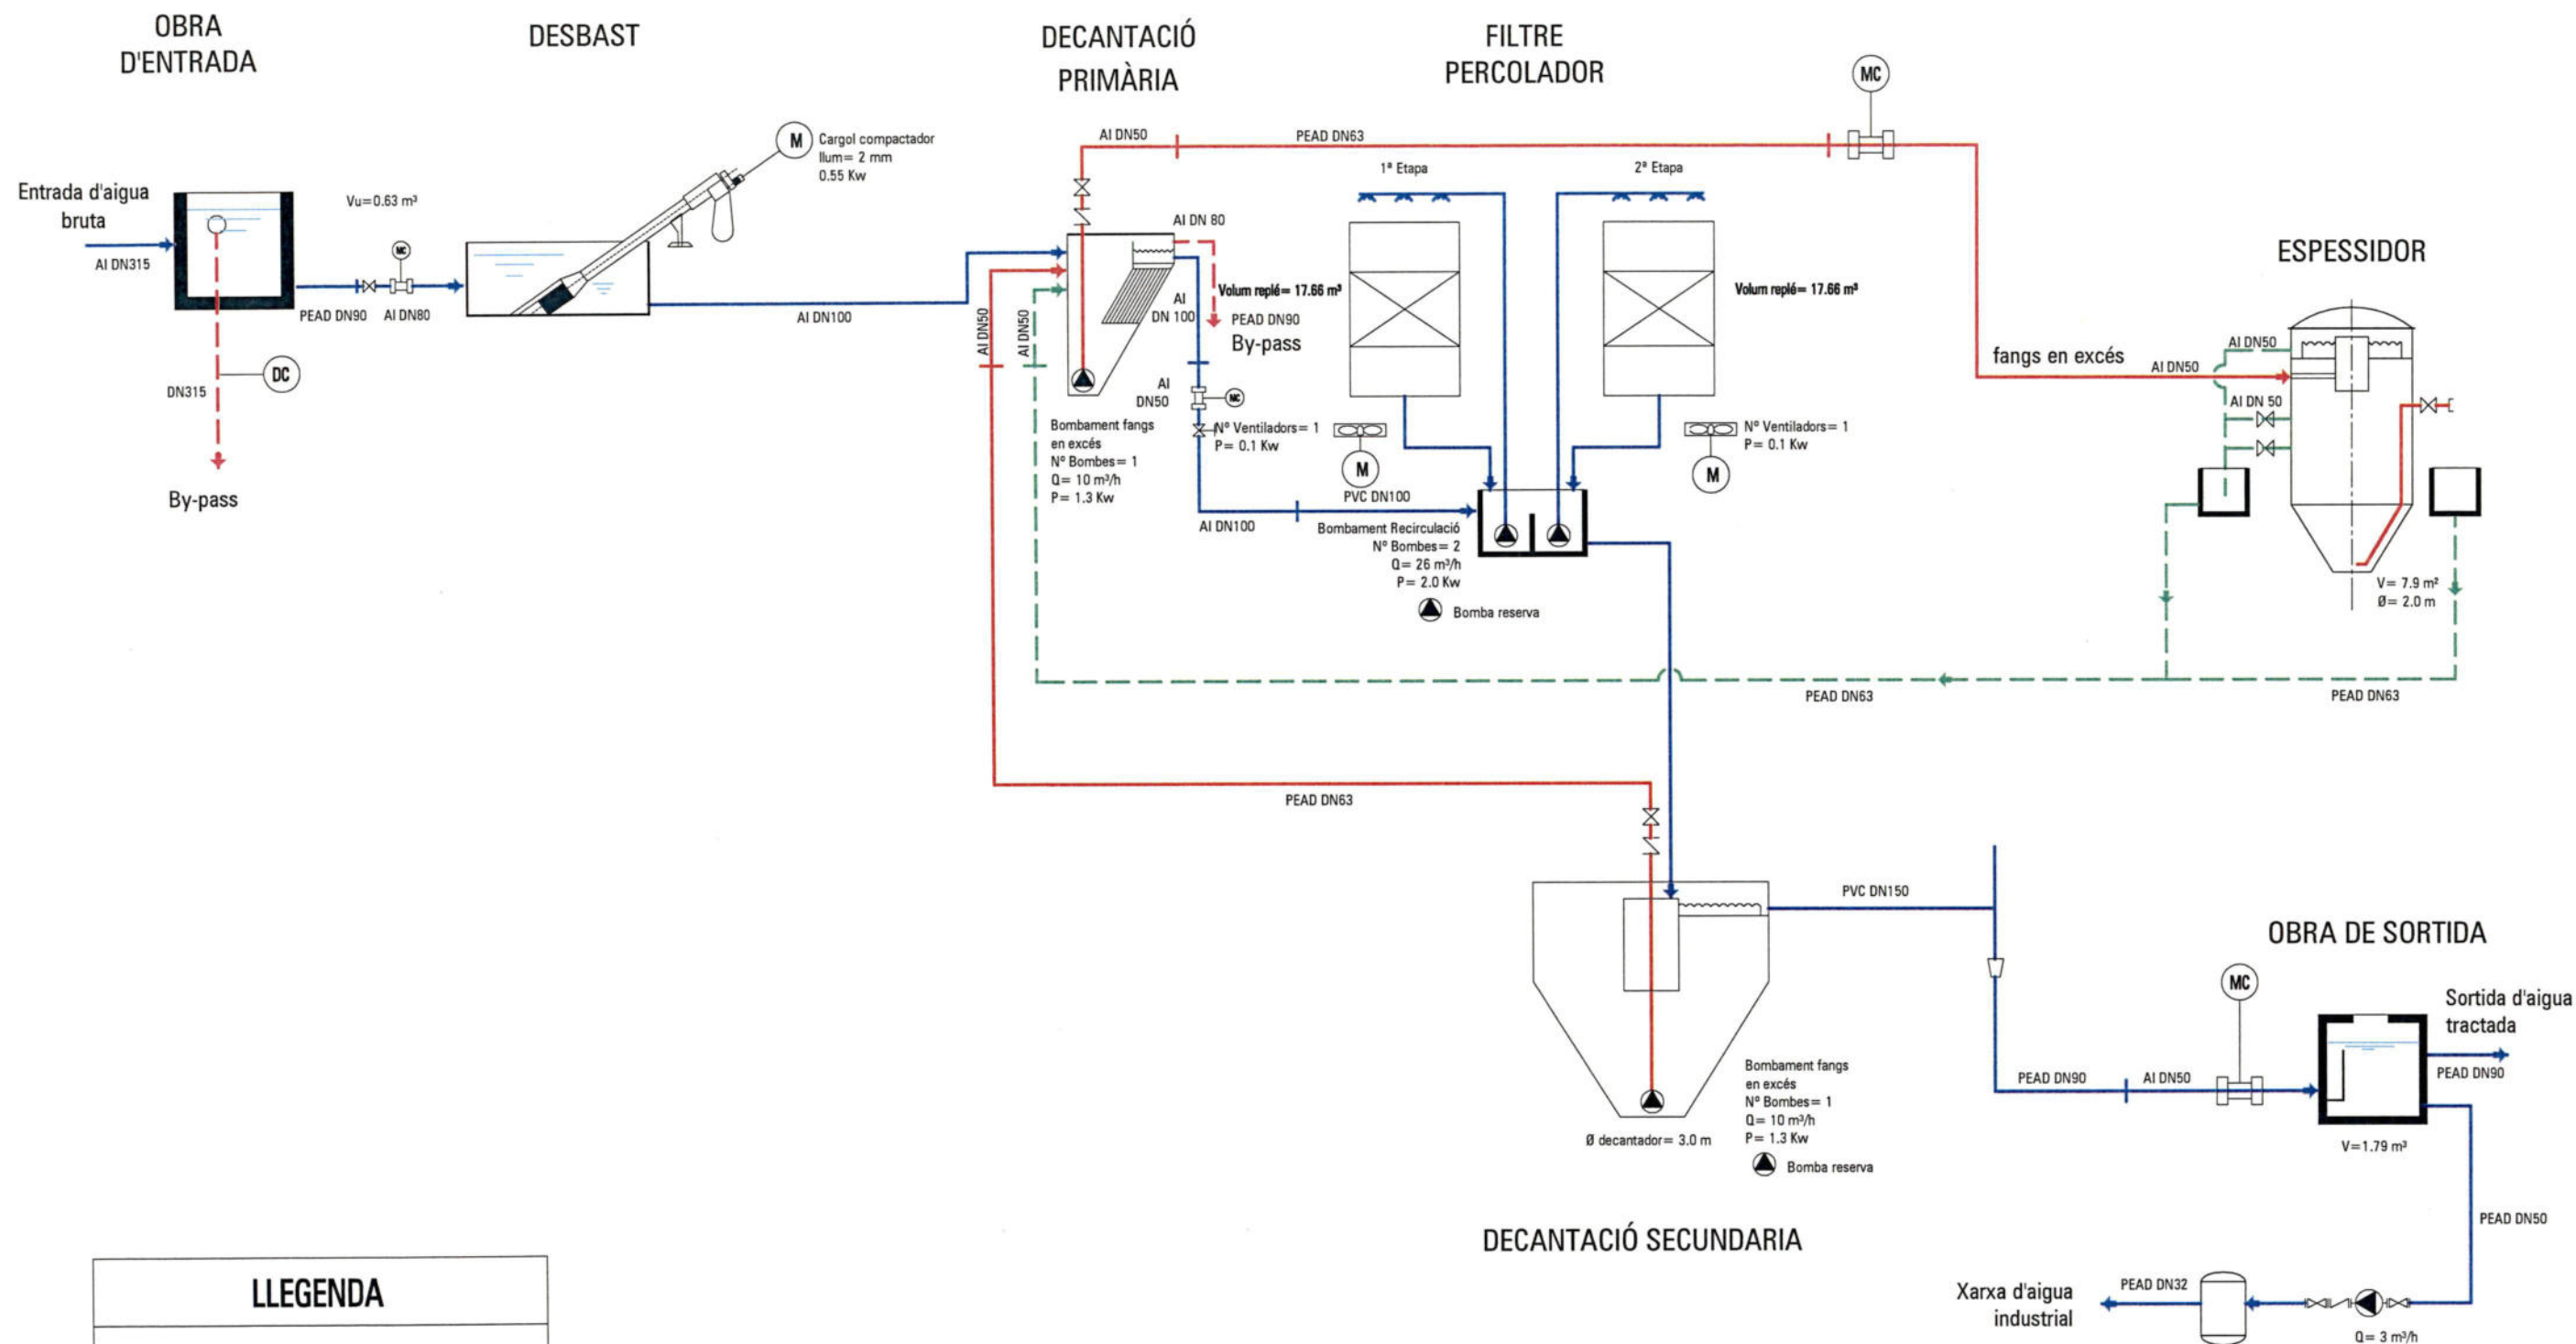 OBRA
D'ENTRADA
DESBAST
DECANTACIÓ
PRIMÀRIA
FILTRE
PERCOLADOR
MC
AI DN50
PEAD DN63
M
Cargol compactador
llum= 2 mm
0.55 Kw
1ª Etapa
2ª Etapa
Entrada d'aigua
bruta
AI DN315
Vu=0.63 m³
MC
PEAD DN90
AI DN80
AI DN100
DC
DN315
By-pass
AI DN 80
Volum replé= 17.66 m³
Volum replé= 17.66 m³
AI
DN 100
PEAD DN90
By-pass
AI DN50
AI DN50
AI
DN50
MC
Bombament fangs
en excés
Nº Bombes= 1
Q= 10 m³/h
P= 1.3 Kw
Nº Ventiladors= 1
P= 0.1 Kw
M
Nº Ventiladors= 1
P= 0.1 Kw
M
PVC DN100
AI DN100
Bombament Recirculació
Nº Bombes= 2
Q= 26 m³/h
P= 2.0 Kw
Bomba reserva
ESPESSIDOR
fangs en excés
AI DN50
AI DN50
AI DN 50
V= 7.9 m²
Ø= 2.0 m
PEAD DN63
PEAD DN63
PEAD DN63
PVC DN150
OBRA DE SORTIDA
MC
Sortida d'aigua
tractada
PEAD DN90
PEAD DN90
AI DN50
V=1.79 m³
Bombament fangs
en excés
Nº Bombes= 1
Q= 10 m³/h
P= 1.3 Kw
Bomba reserva
Ø decantador= 3.0 m
DECANTACIÓ SECUNDARIA
PEAD DN50
Xarxa d'aigua
industrial
PEAD DN32
Q= 3 m³/h
LLEGENDA